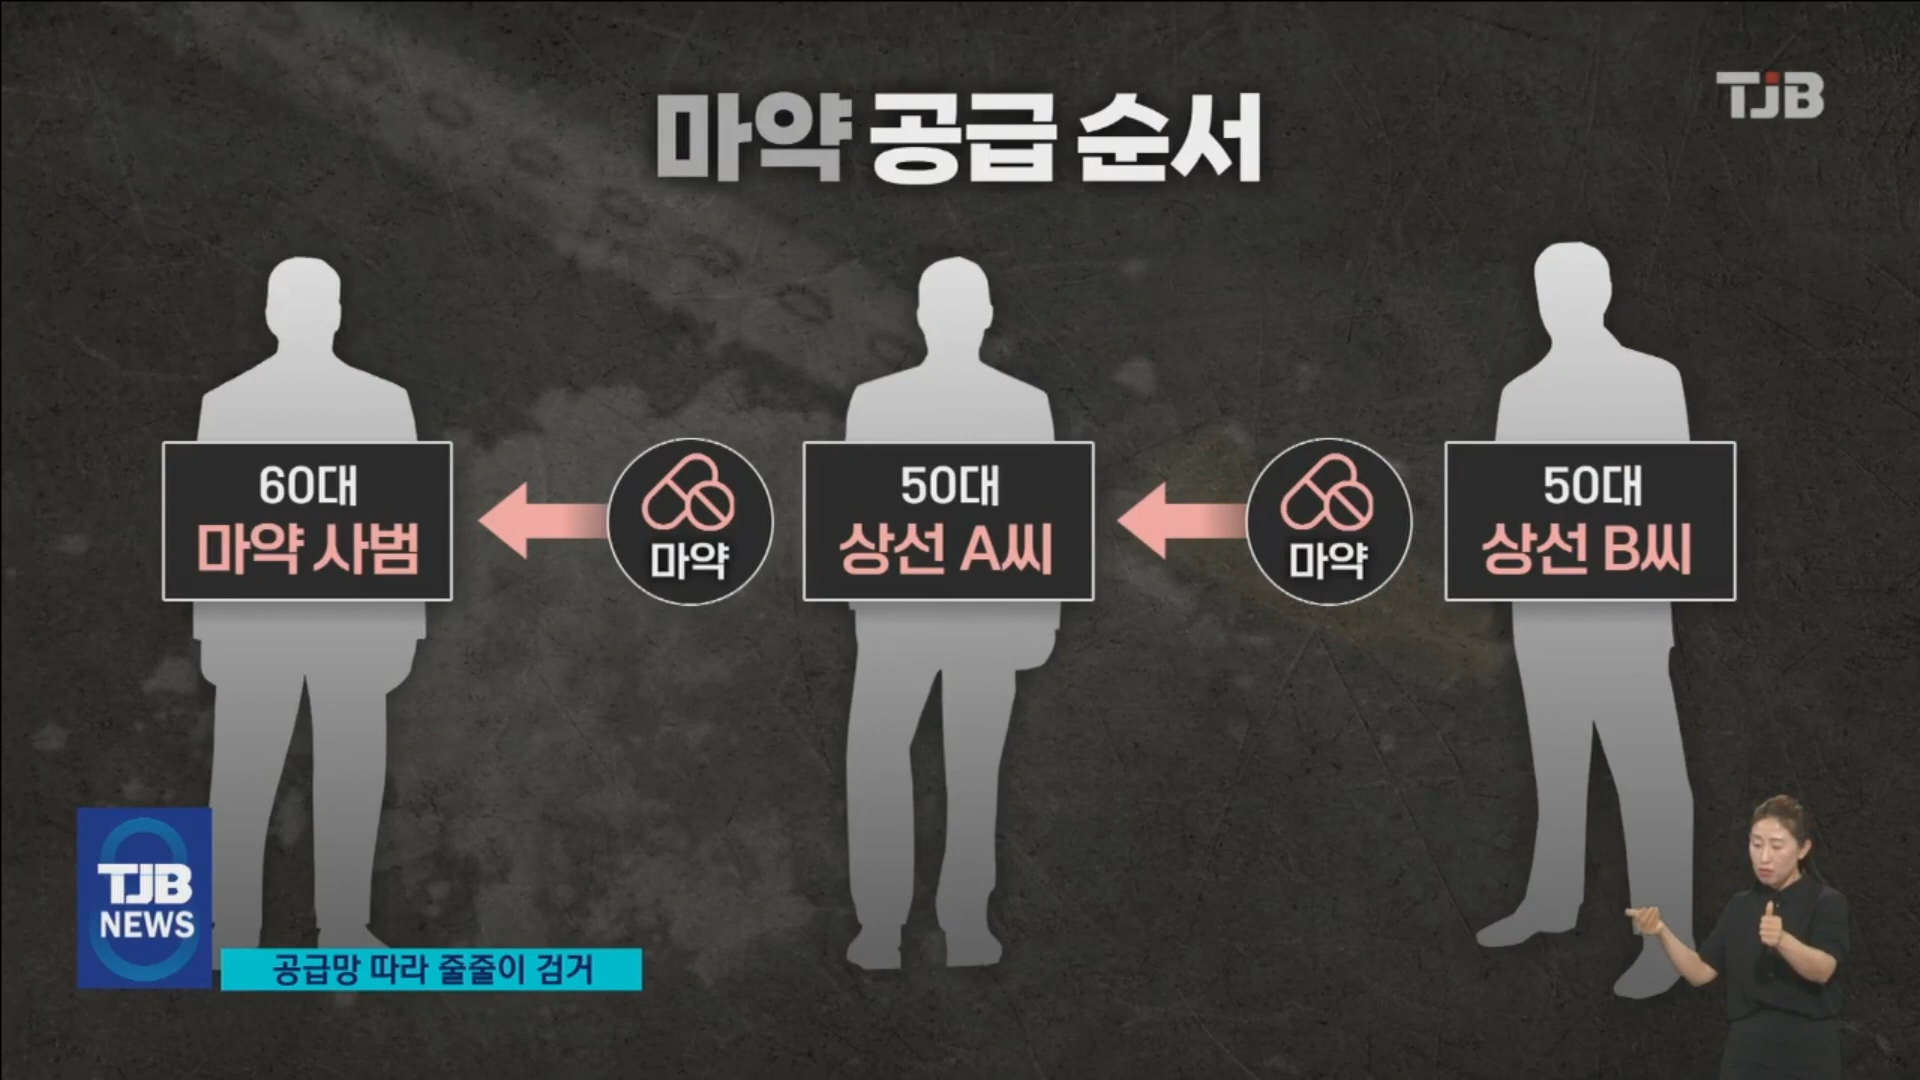 마약 공급 순서
TJB
60대
마약 사범
마약
50대
상선 A씨
마약
50대
상선 B씨
TJB
NEWS
공급망 따라 줄줄이 검거